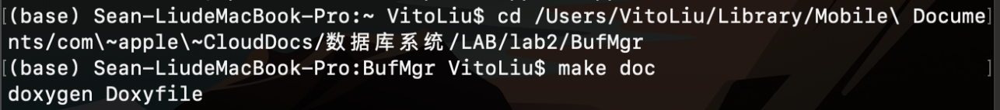 [(base) Sean-LiudeMacBook-Pro:~ VitoLiu$ cd /Users/VitoLiu/Library/Mobile\ Docume]
nts/com\~apple\~CloudDocs/数据库系统/LAB/lab2/BufMgr
[(base) Sean-LiudeMacBook-Pro:BufMgr VitoLiu$ make doc ]
doxygen Doxyfile